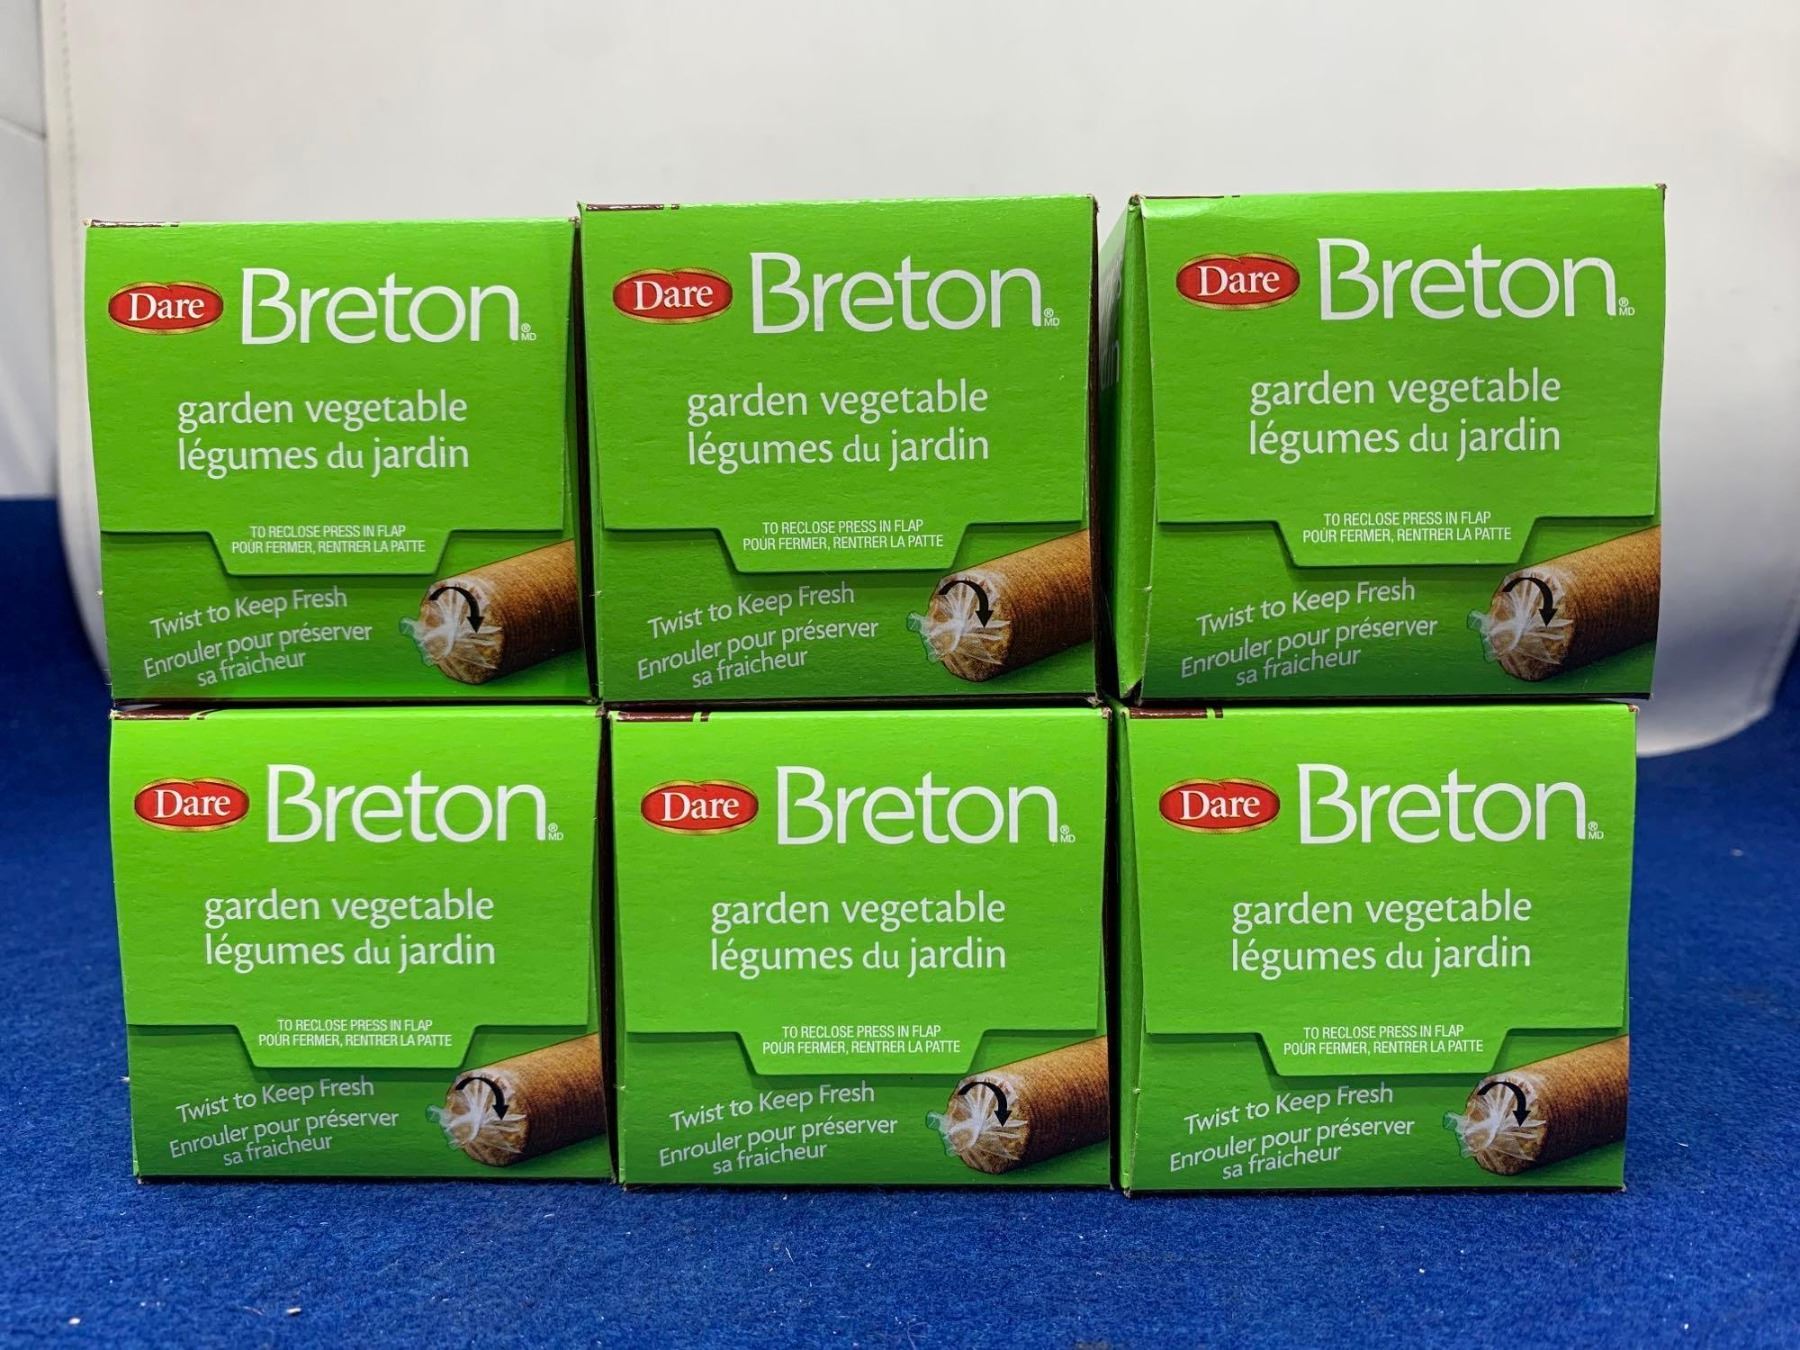 Dare Breton ®MD
garden vegetable
légumes du jardin
TO RECLOSE PRESS IN FLAP
POUR FERMER, RENTRER LA PATTE
Twist to Keep Fresh
Enrouler pour préserver
sa fraicheur
Dare Breton ®MD
garden vegetable
légumes du jardin
TO RECLOSE PRESS IN FLAP
POUR FERMER, RENTRER LA PATTE
Twist to Keep Fresh
Enrouler pour préserver
sa fraicheur
Dare Breton ®MD
garden vegetable
légumes du jardin
TO RECLOSE PRESS IN FLAP
POUR FERMER, RENTRER LA PATTE
Twist to Keep Fresh
Enrouler pour préserver
sa fraicheur
Dare Breton ®MD
garden vegetable
légumes du jardin
TO RECLOSE PRESS IN FLAP
POUR FERMER, RENTRER LA PATTE
Twist to Keep Fresh
Enrouler pour préserver
sa fraicheur
Dare Breton ®MD
garden vegetable
légumes du jardin
TO RECLOSE PRESS IN FLAP
POUR FERMER, RENTRER LA PATTE
Twist to Keep Fresh
Enrouler pour préserver
sa fraicheur
Dare Breton ®MD
garden vegetable
légumes du jardin
TO RECLOSE PRESS IN FLAP
POUR FERMER, RENTRER LA PATTE
Twist to Keep Fresh
Enrouler pour préserver
sa fraicheur